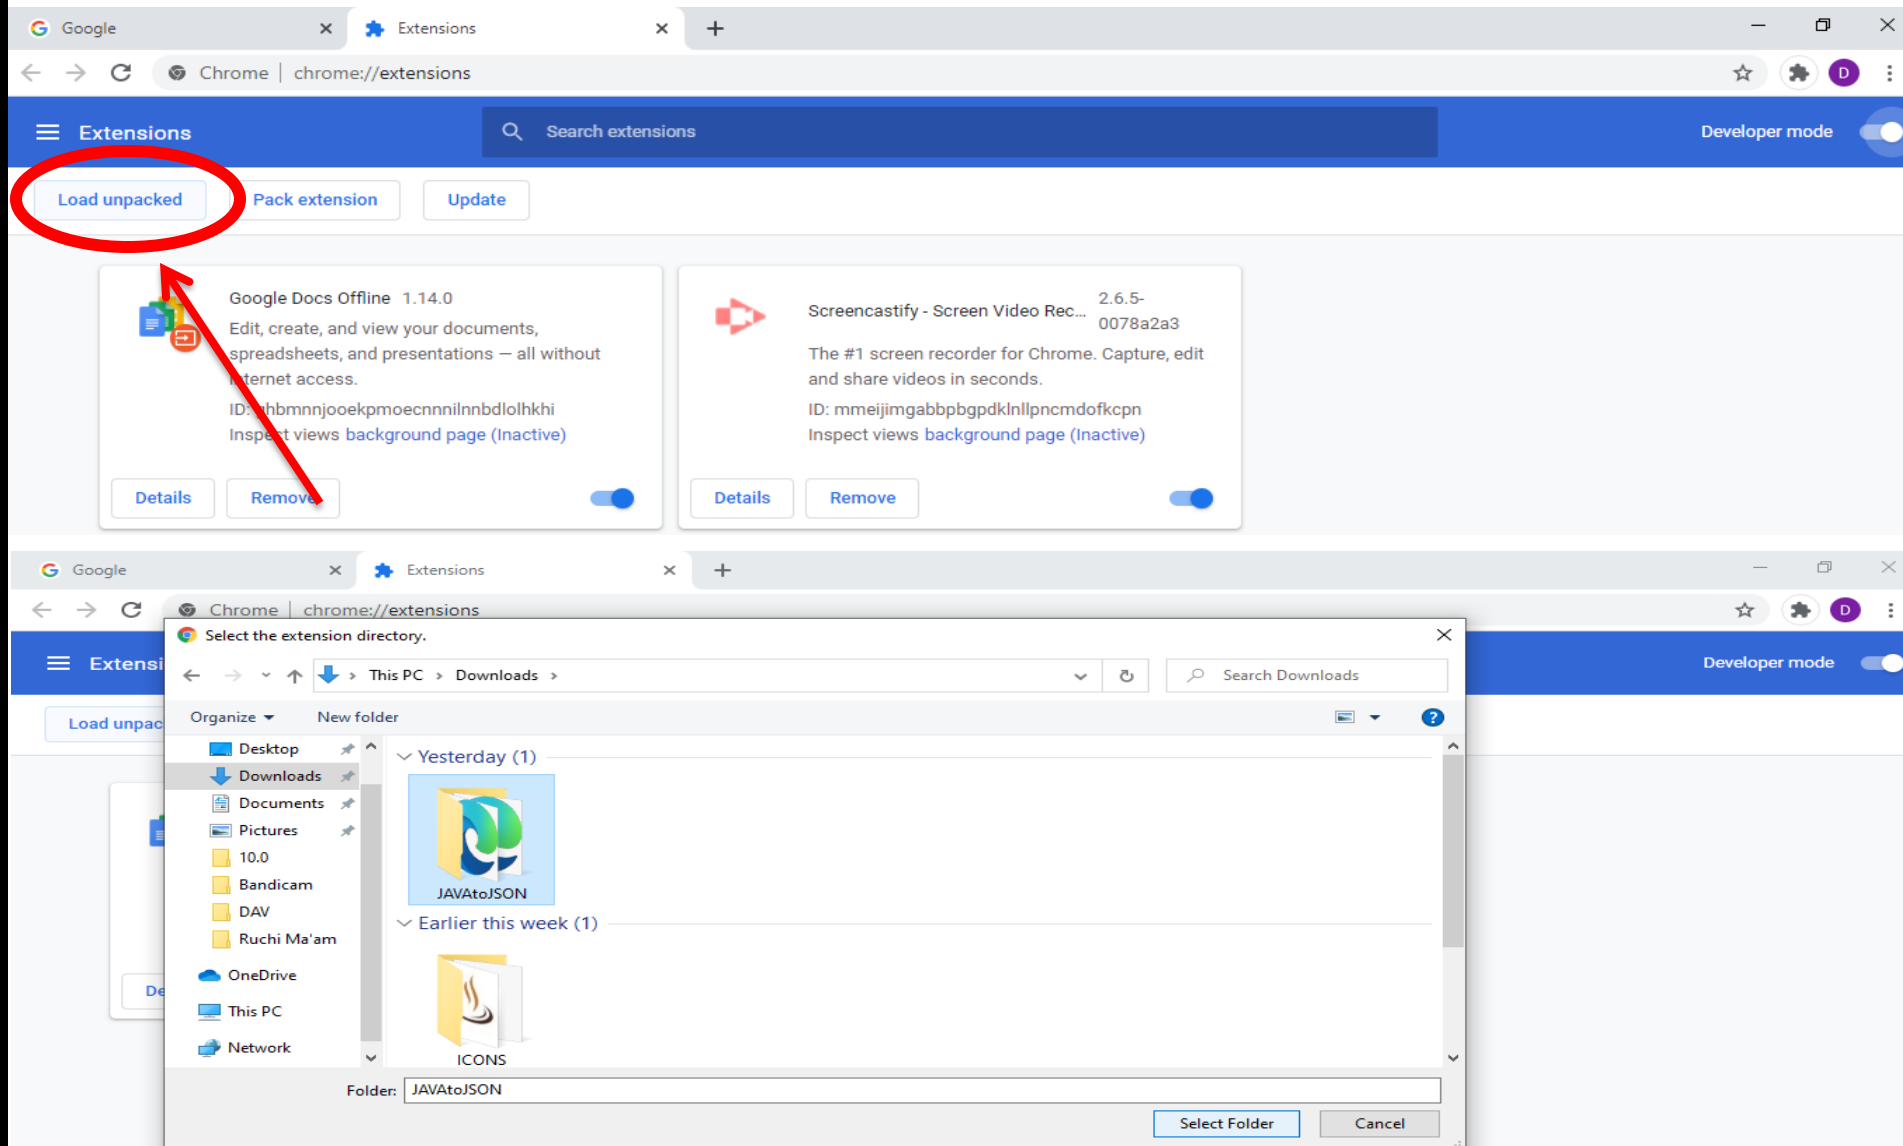 Google
Extensions
Chrome | chrome://extensions
D
Extensions
Search extensions
Developer mode
Load unpacked
Pack extension
Update
Google Docs Offline 1.14.0
Edit, create, and view your documents,
spreadsheets, and presentations — all without
internet access.
ID: ghbmnnjooekpmoecnnnilnnbdlolhkhi
Inspect views background page (Inactive)
Details
Remove
Screencastify - Screen Video Rec...
2.6.5-
0078a2a3
The #1 screen recorder for Chrome. Capture, edit
and share videos in seconds.
ID: mmeijimgabbpbgpdklnllpncmdofkcpn
Inspect views background page (Inactive)
Details
Remove
Google
Extensions
Chrome | chrome://extensions
D
Extensi
Developer mode
Load unpac
De
Select the extension directory.
This PC › Downloads ›
Search Downloads
Organize
New folder
Desktop
Downloads
Documents
Pictures
10.0
Bandicam
DAV
Ruchi Ma'am
OneDrive
This PC
Network
Yesterday (1)
JAVAtoJSON
Earlier this week (1)
ICONS
Folder: JAVAtoJSON
Select Folder
Cancel